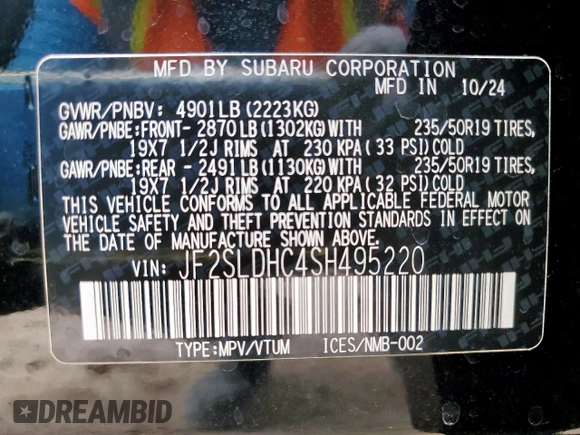 MFD BY SUBARU CORPORATION
MFD IN 10/24
GVWR/PNBV: 4901LB (2223KG)
GAWR/PNBE:FRONT- 2870LB(1302KG)WITH 235/50R19 TIRES,
19X7 1/2J RIMS AT 230 KPA (33 PSI)COLD
GAWR/PNBE:REAR - 2491LB(1130KG)WITH 235/50R19 TIRES,
19X7 1/2J RIMS AT 220 KPA (32 PSI)COLD
THIS VEHICLE CONFORMS TO ALL APPLICABLE FEDERAL MOTOR
VEHICLE SAFETY AND THEFT PREVENTION STANDARDS IN EFFECT ON
THE DATE OF MANUFACTURE SHOWN ABOVE.
VIN: JF2SLDHC4SH495220
TYPE:MPV/VTUM ICES/NMB-002
DREAMBID